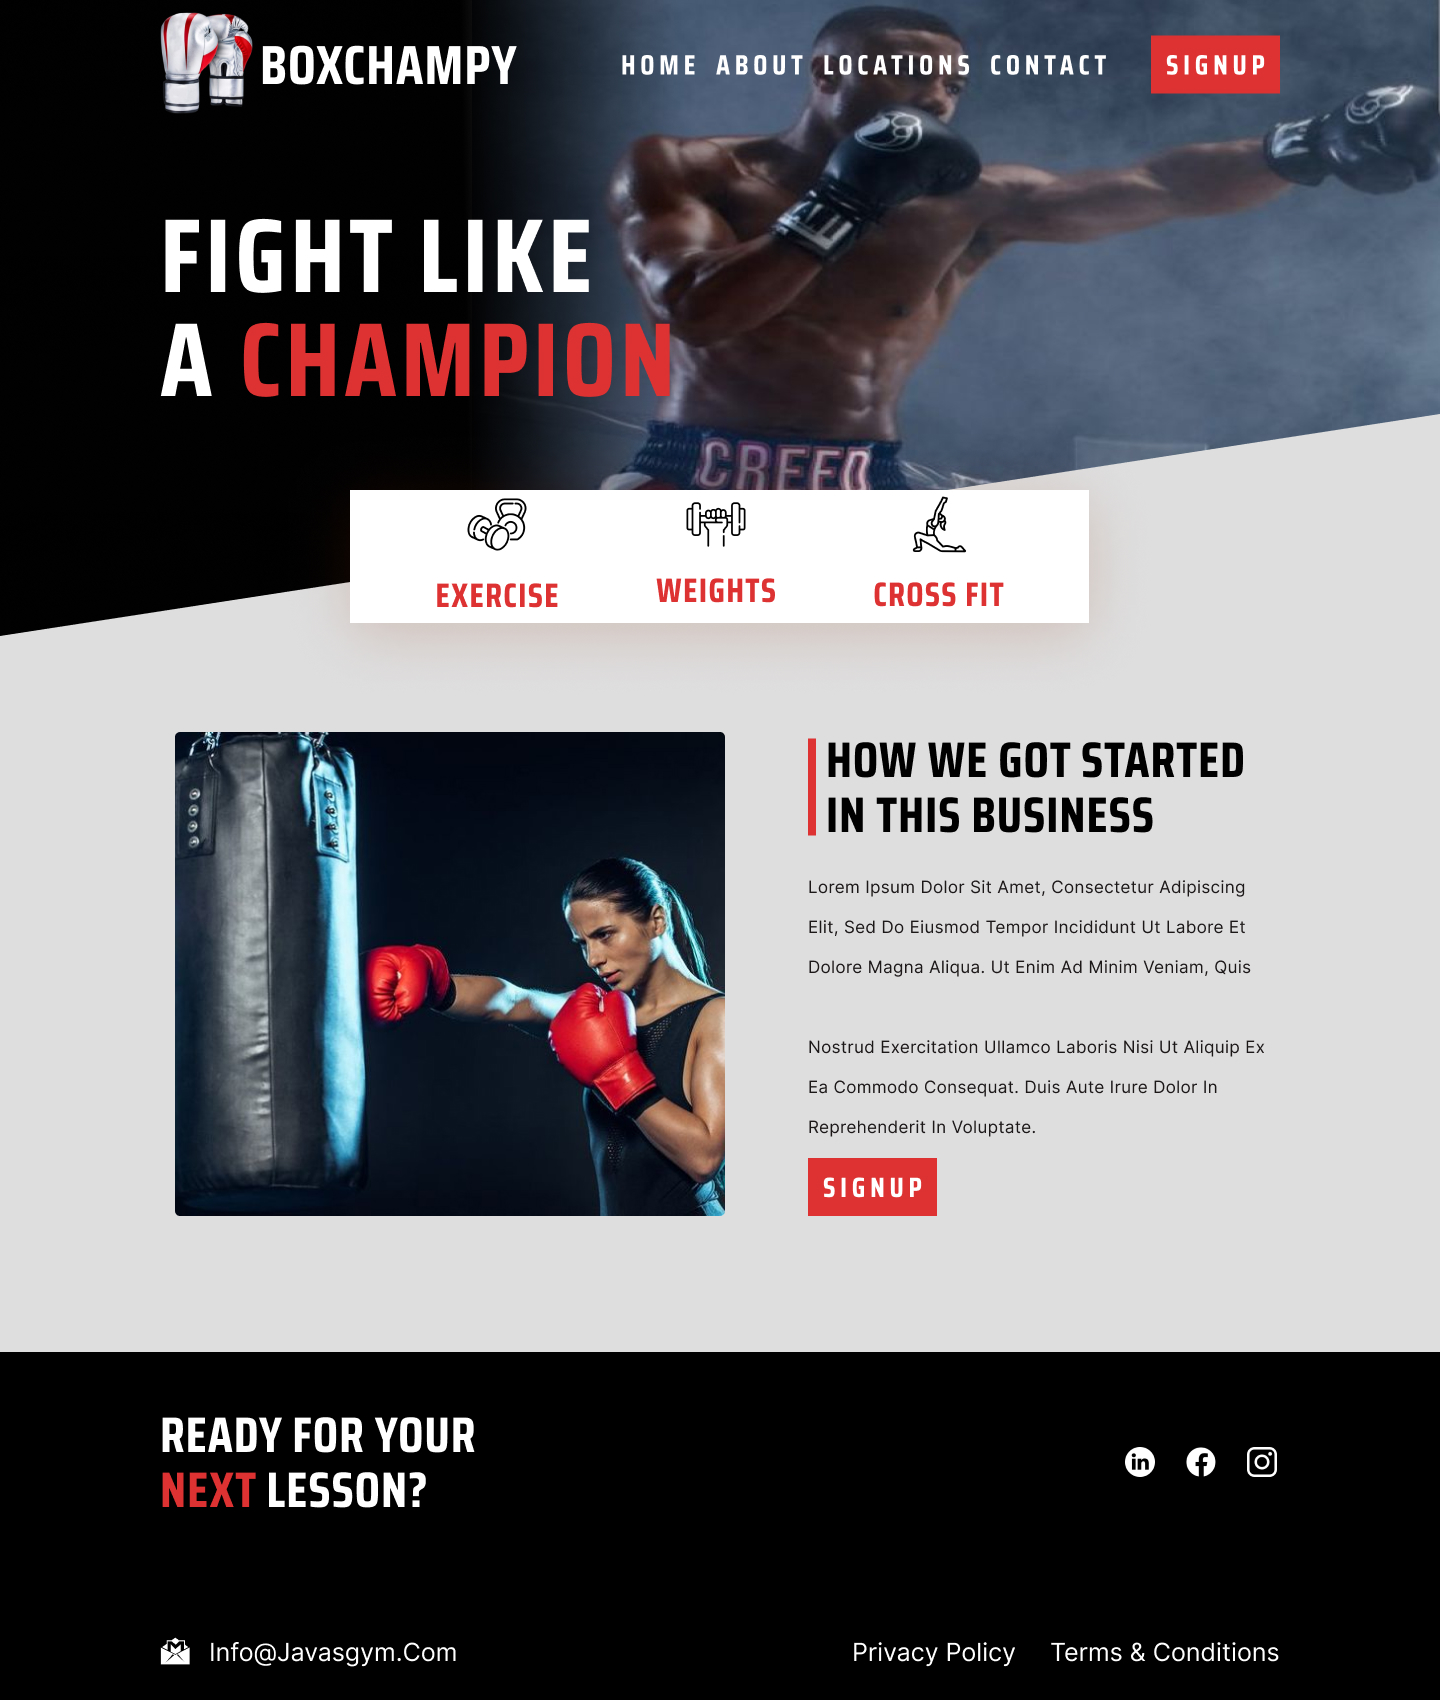 BOXCHAMPY
HOME ABOUT LOCATIONS CONTACT SIGNUP
FIGHT LIKE
A CHAMPION
CREED
EXERCISE WEIGHTS CROSS FIT
HOW WE GOT STARTED
IN THIS BUSINESS
Lorem Ipsum Dolor Sit Amet, Consectetur Adipiscing
Elit, Sed Do Eiusmod Tempor Incididunt Ut Labore Et
Dolore Magna Aliqua. Ut Enim Ad Minim Veniam, Quis
Nostrud Exercitation Ullamco Laboris Nisi Ut Aliquip Ex
Ea Commodo Consequat. Duis Aute Irure Dolor In
Reprehenderit In Voluptate.
SIGNUP
READY FOR YOUR
NEXT LESSON?
Info@Javasgym.Com
Privacy Policy Terms & Conditions